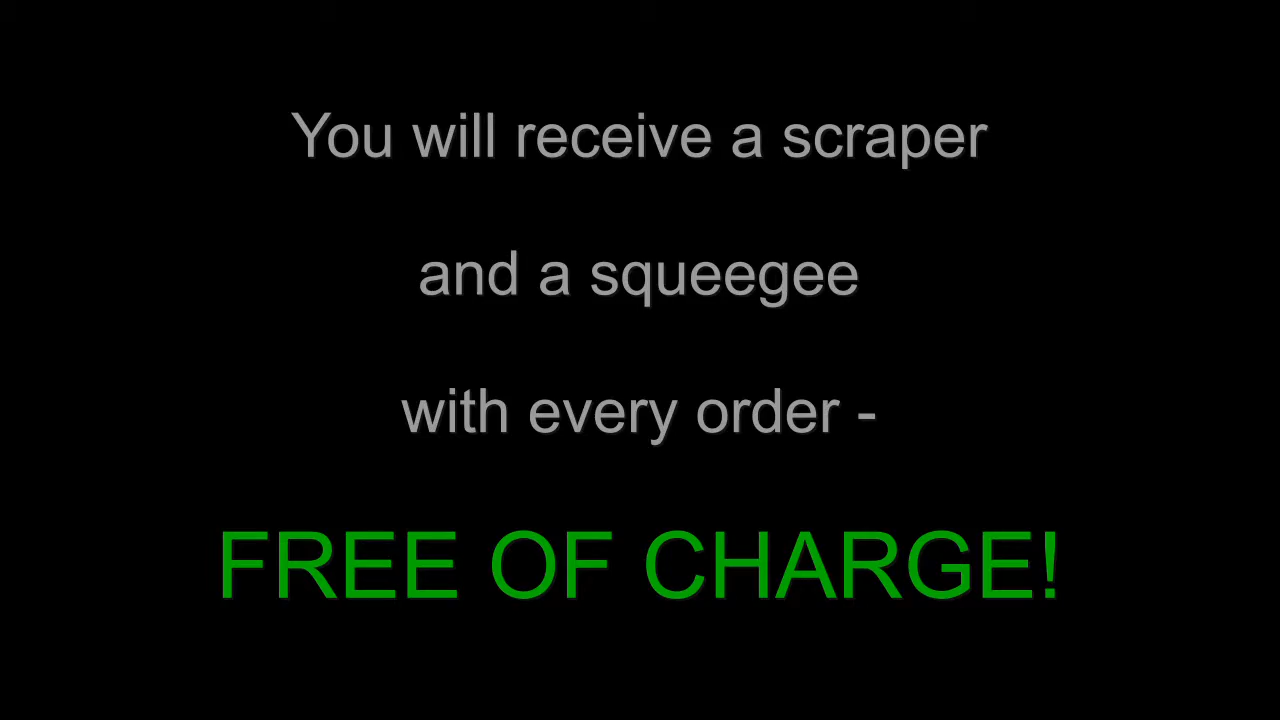 You will receive a scraper
and a squeegee
with every order -
FREE OF CHARGE!